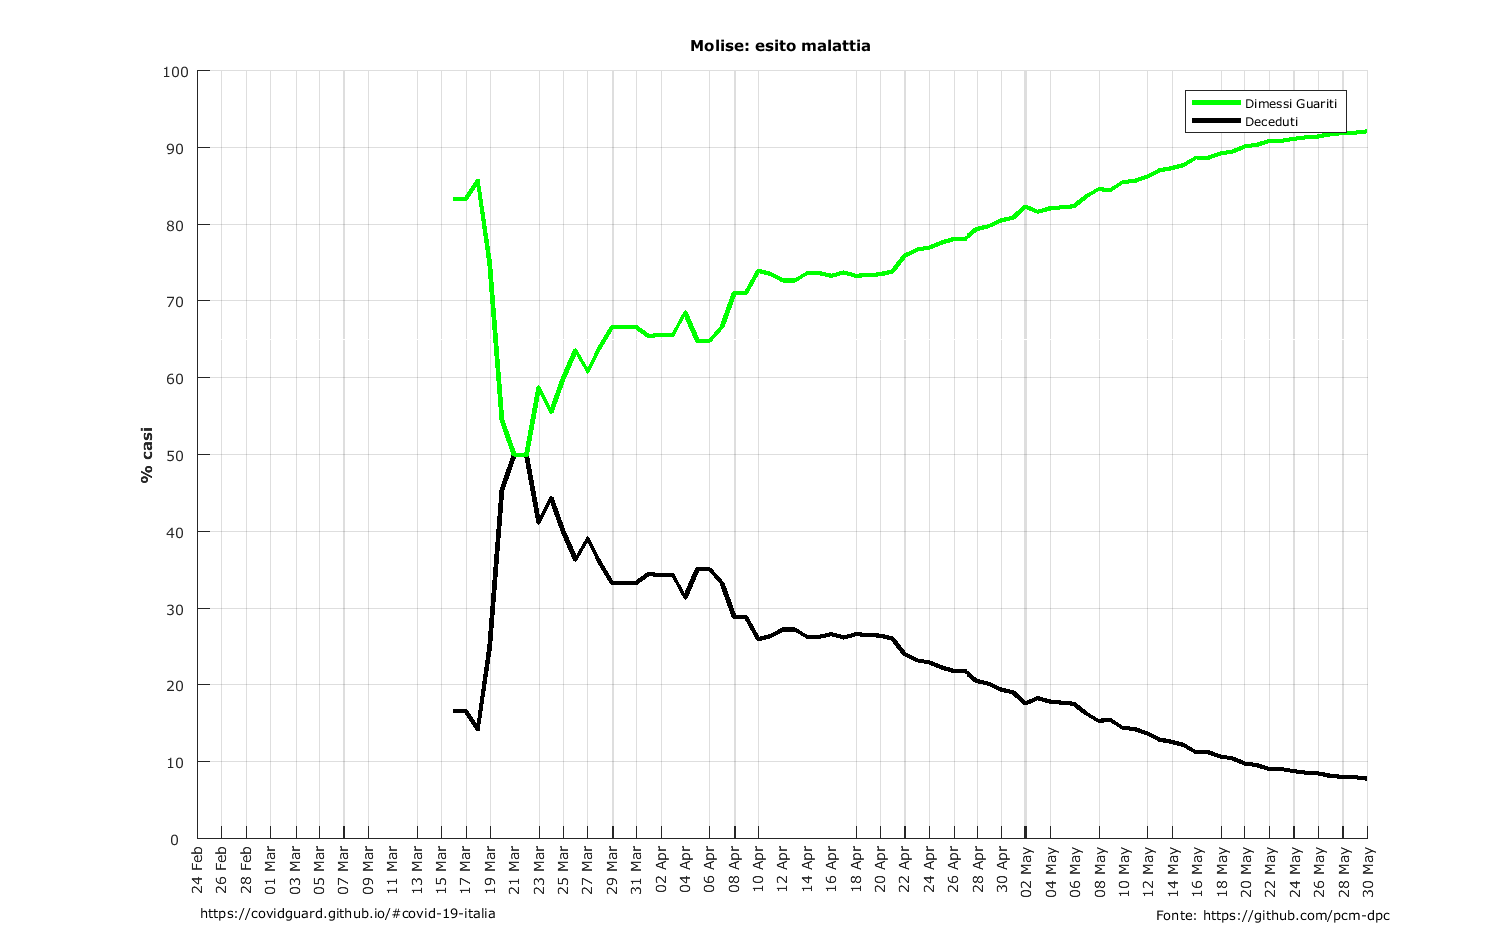 Molise: esito malattia
Dimessi Guariti
Deceduti
% casi
100
90
80
70
60
50
40
30
20
10
0
24 Feb
26 Feb
28 Feb
01 Mar
03 Mar
05 Mar
07 Mar
09 Mar
11 Mar
13 Mar
15 Mar
17 Mar
19 Mar
21 Mar
23 Mar
25 Mar
27 Mar
29 Mar
31 Mar
02 Apr
04 Apr
06 Apr
08 Apr
10 Apr
12 Apr
14 Apr
16 Apr
18 Apr
20 Apr
22 Apr
24 Apr
26 Apr
28 Apr
30 Apr
02 May
04 May
06 May
08 May
10 May
12 May
14 May
16 May
18 May
20 May
22 May
24 May
26 May
28 May
30 May
https://covidguard.github.io/#covid-19-italia
Fonte: https://github.com/pcm-dpc